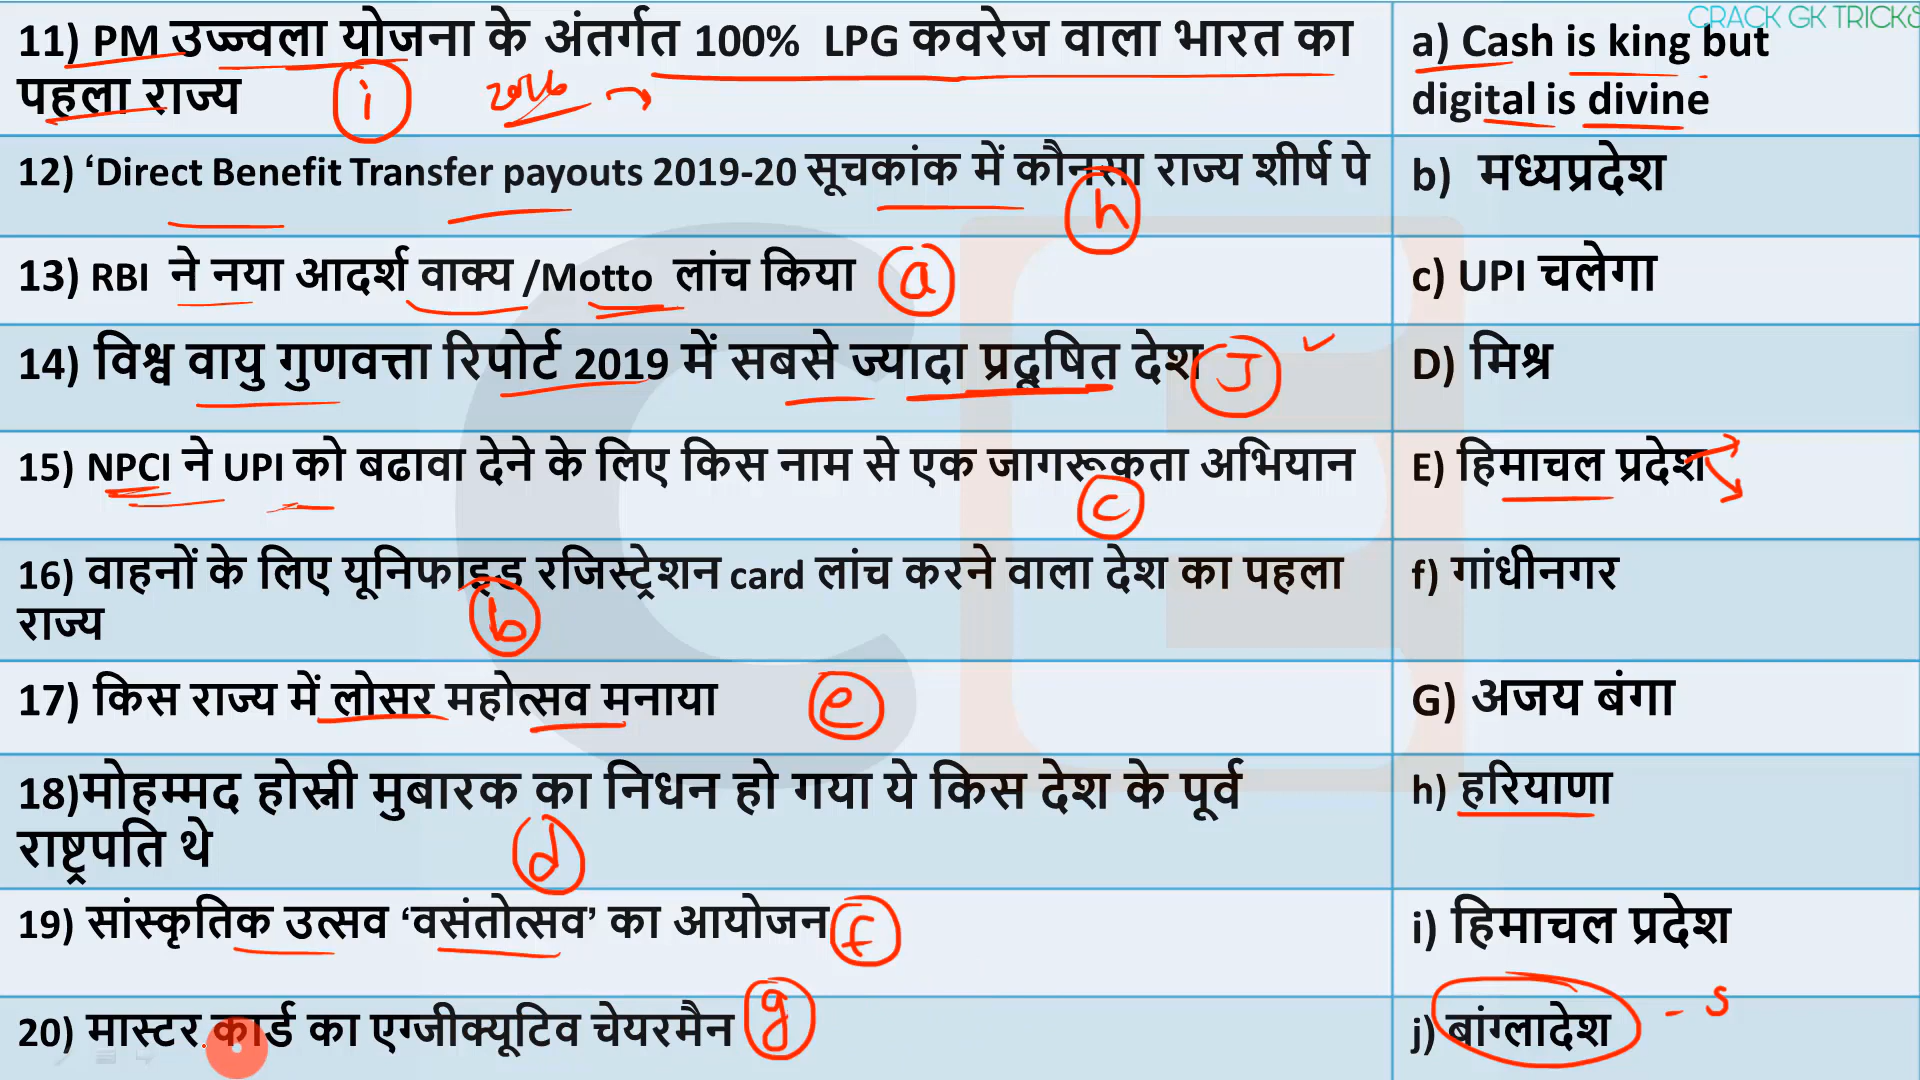 CRACK GK TRICKS
11) PM उज्ज्वला योजना के अंतर्गत 100% LPG कवरेज वाला भारत का
पहला राज्य
i
2016
a) Cash is king but
digital is divine
12) ‘Direct Benefit Transfer payouts 2019-20 सूचकांक में कौनसा राज्य शीर्ष पे
h
b) मध्यप्रदेश
13) RBI ने नया आदर्श वाक्य /Motto लांच किया
a
c) UPI चलेगा
14) विश्व वायु गुणवत्ता रिपोर्ट 2019 में सबसे ज्यादा प्रदूषित देश
J
D) मिश्र
15) NPCI ने UPI को बढावा देने के लिए किस नाम से एक जागरूकता अभियान
c
E) हिमाचल प्रदेश
16) वाहनों के लिए यूनिफाइड रजिस्ट्रेशन card लांच करने वाला देश का पहला
राज्य
b
f) गांधीनगर
17) किस राज्य में लोसर महोत्सव मनाया
e
G) अजय बंगा
18)मोहम्मद होस्नी मुबारक का निधन हो गया ये किस देश के पूर्व
राष्ट्रपति थे
d
h) हरियाणा
19) सांस्कृतिक उत्सव ‘वसंतोत्सव’ का आयोजन
f
i) हिमाचल प्रदेश
20) मास्टर कार्ड का एग्जीक्यूटिव चेयरमैन
g
j) बांग्लादेश
- S